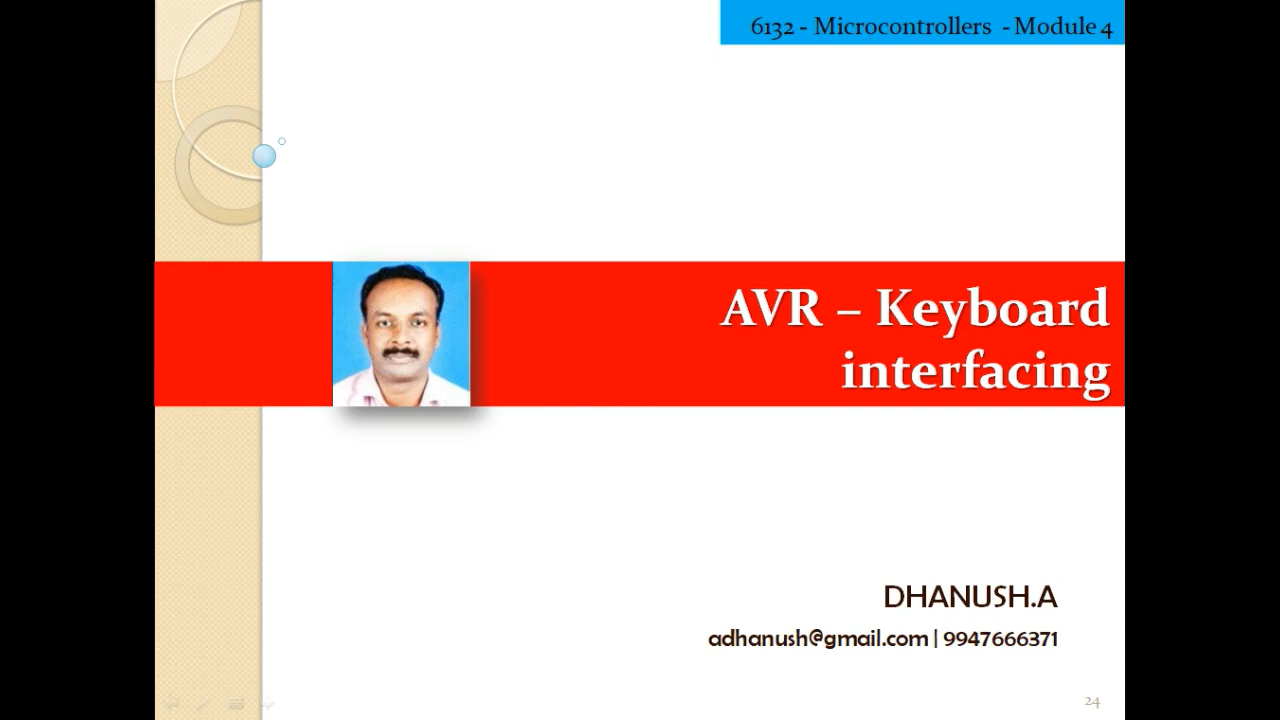 6132 - Microcontrollers - Module 4
AVR – Keyboard
interfacing
DHANUSH.A
adhanush@gmail.com | 9947666371
24